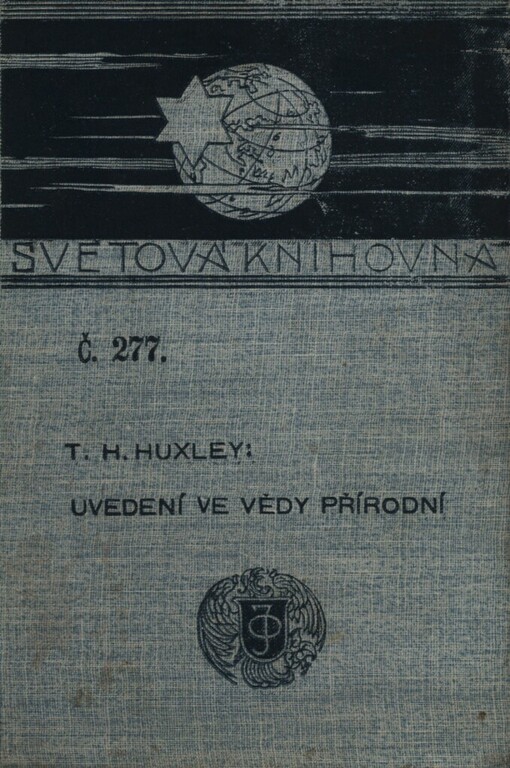 SVĚTOVÁ KNIHOVNA
Č. 277.
T. H. HUXLEY:
UVEDENÍ VE VĚDY PŘÍRODNÍ